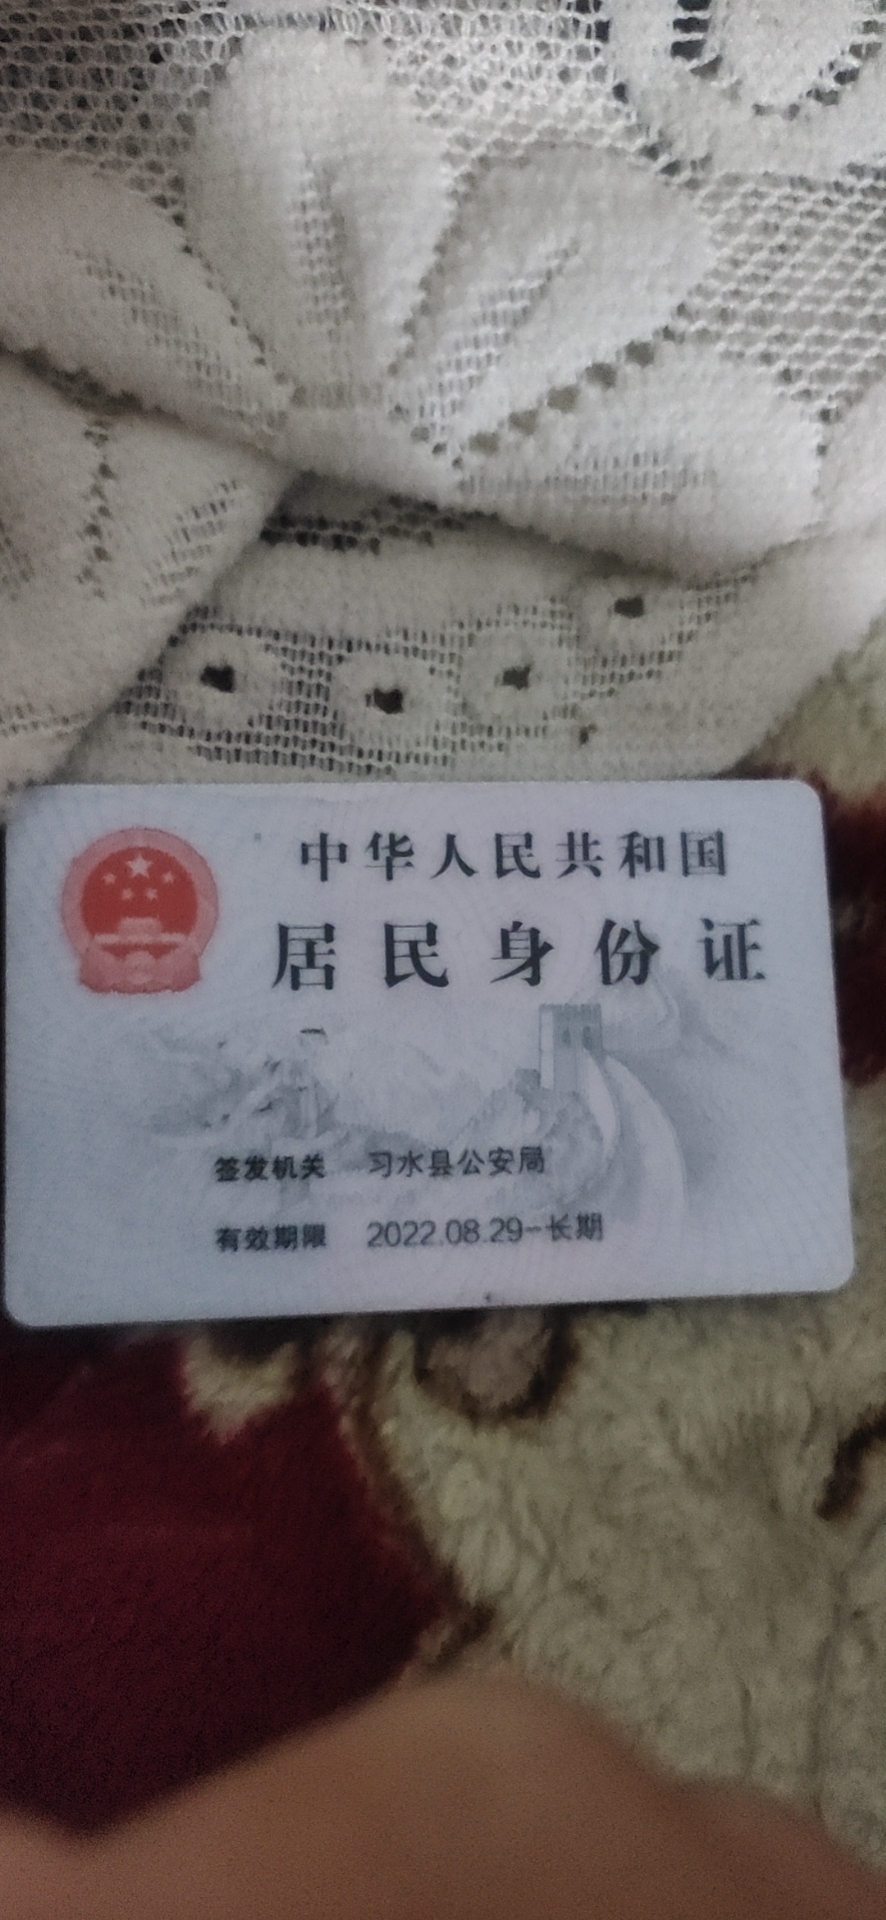 中华人民共和国
居民身份证
签发机关 习水县公安局
有效期限 2022.08.29-长期